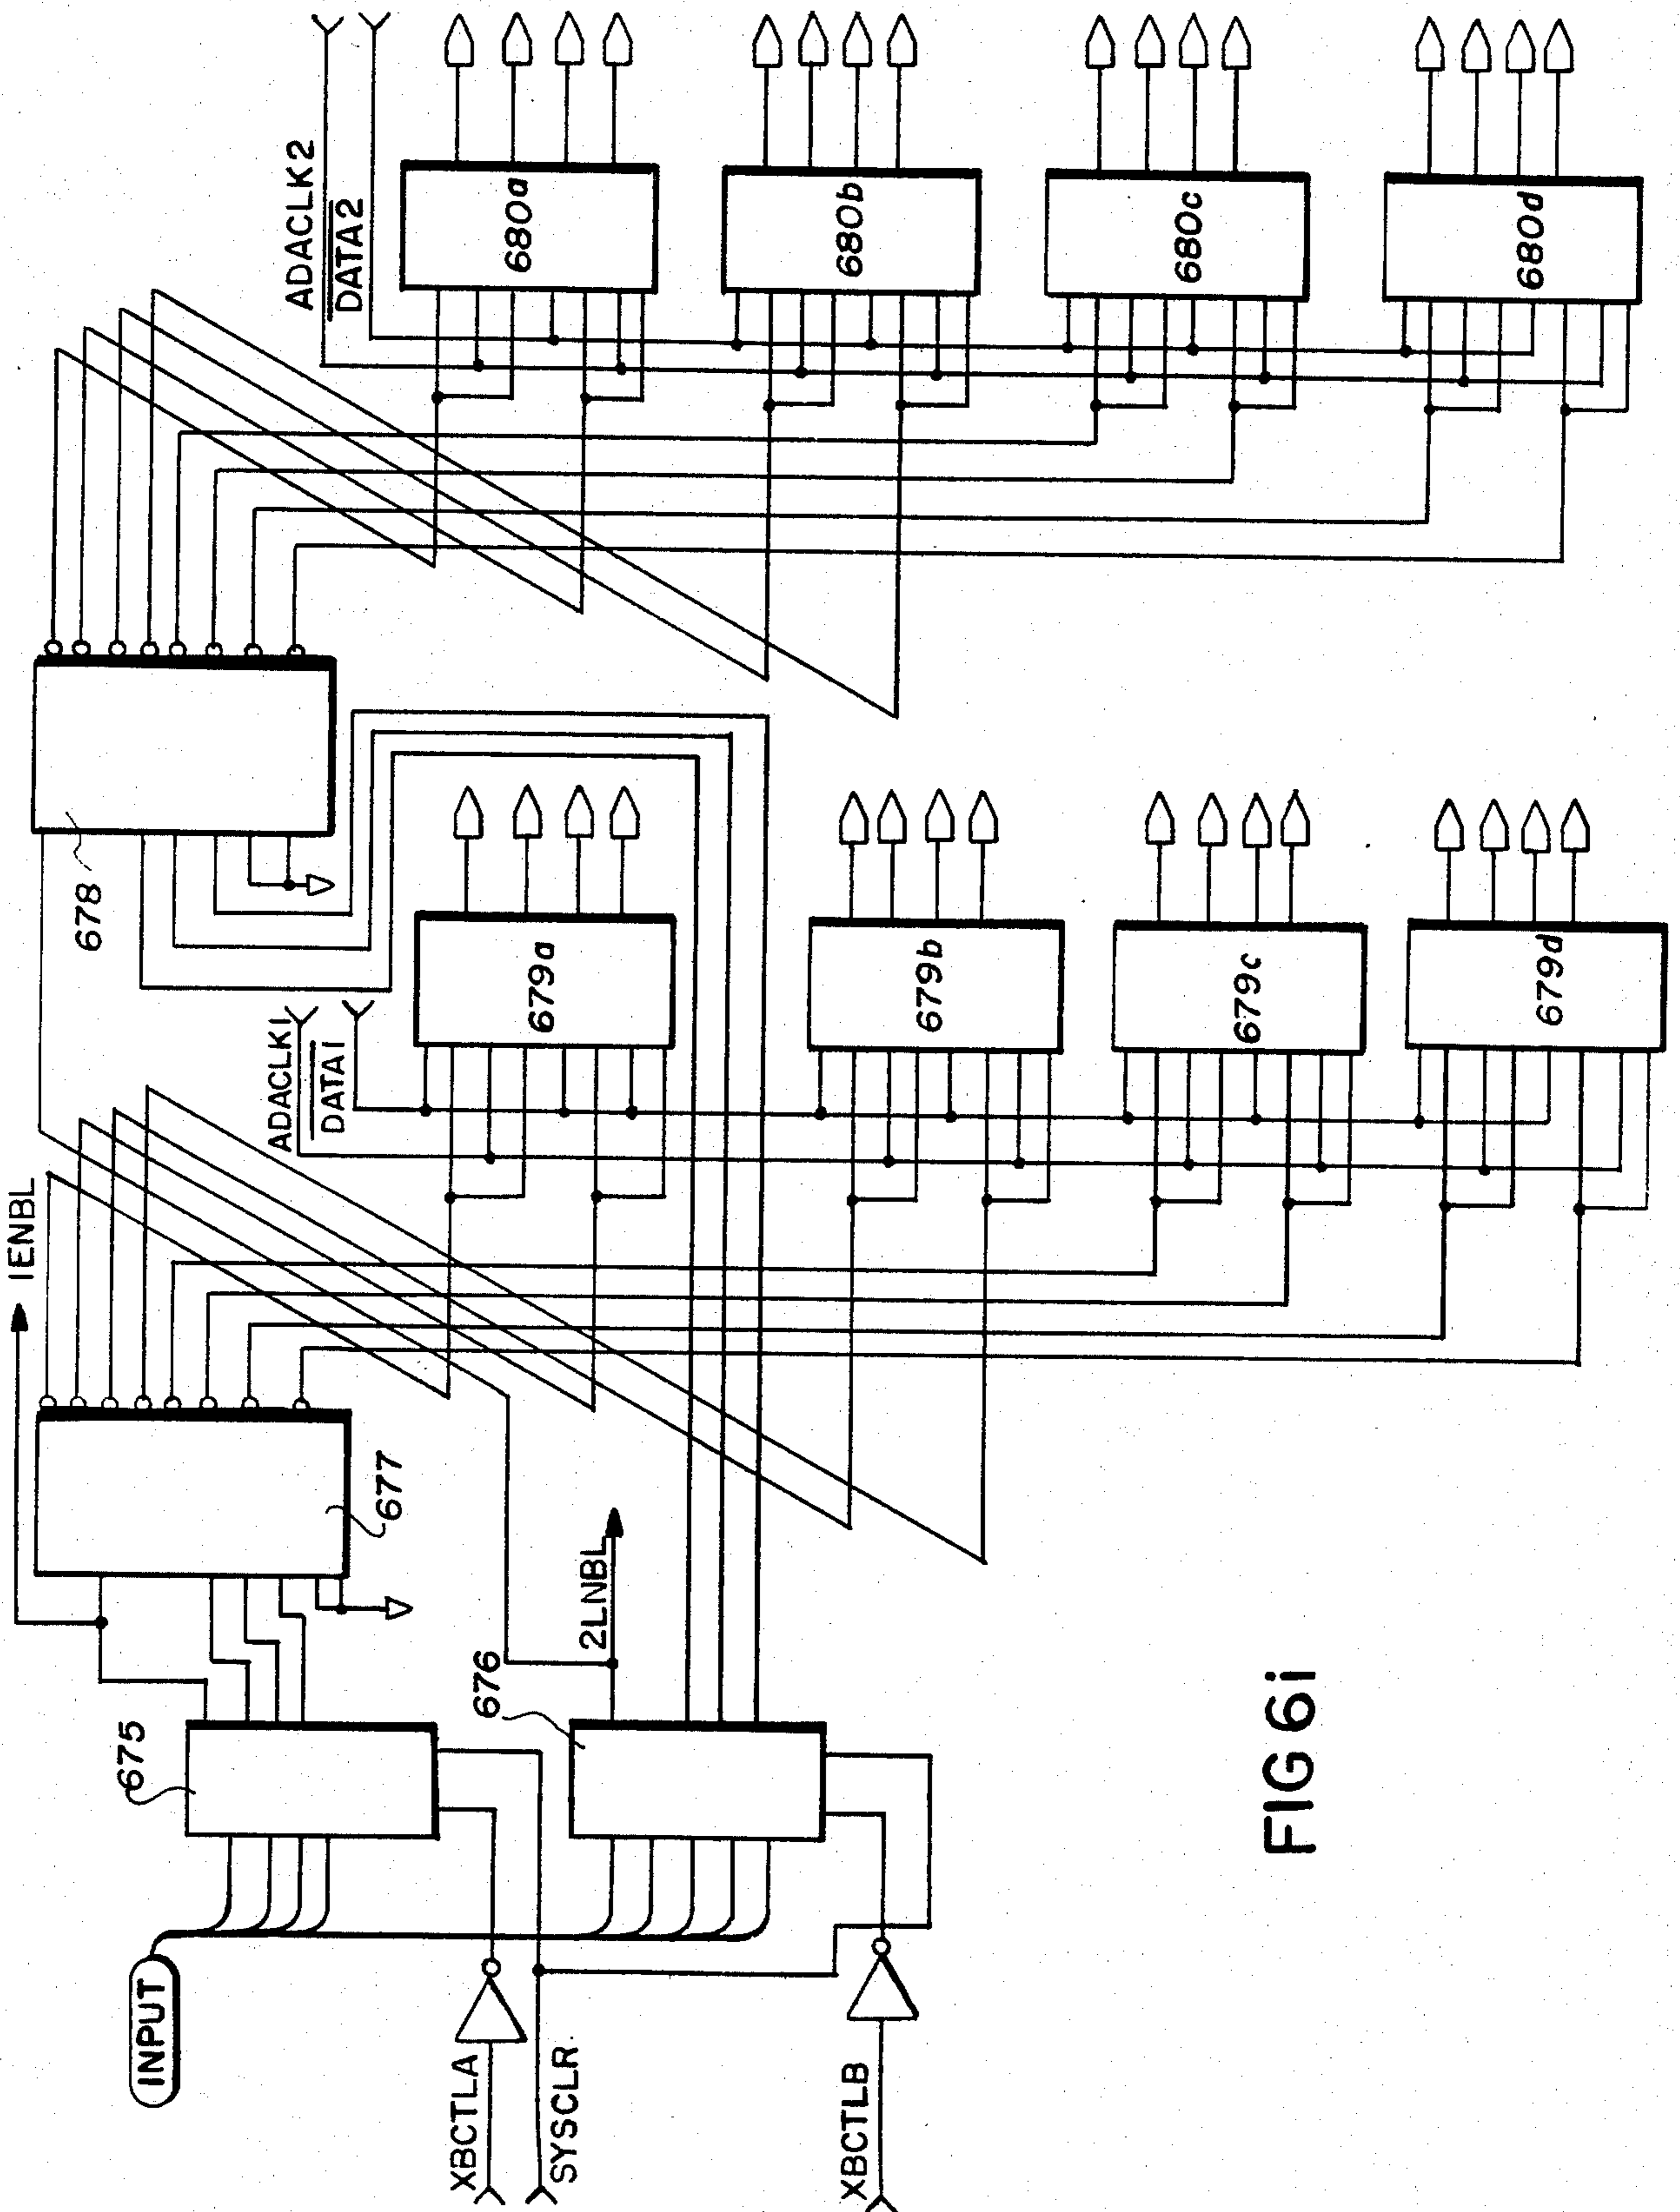 INPUT
XBCTLA
SYSCLR
XBCTLB
675
676
677
1ENBL
2LNBL
678
ADACLK1
DATA1
679a
679b
679c
679d
ADACLK2
DATA2
680a
680b
680c
680d
FIG 6i